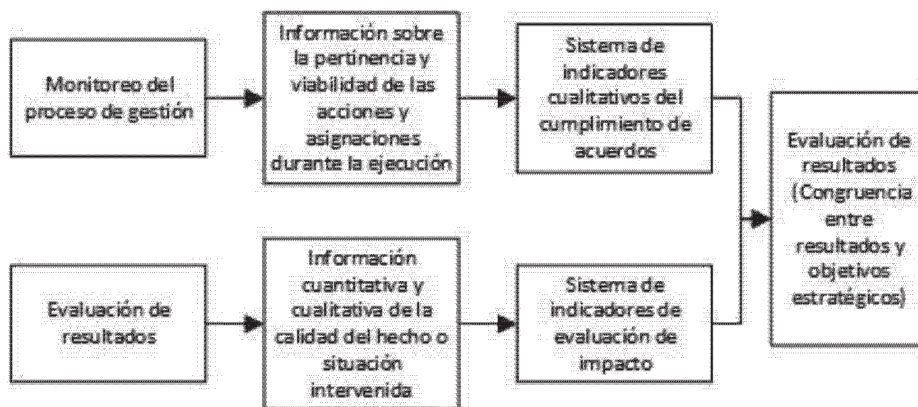 Monitoreo del
proceso de gestión
Información sobre
la pertinencia y
viabilidad de las
acciones y
asignaciones
durante la ejecución
Sistema de
indicadores
cualitativos del
cumplimiento de
acuerdos
Evaluación de
resultados
Información
cuantitativa y
cualitativa de la
calidad del hecho o
situación
intervenida
Sistema de
indicadores de
evaluación de
impacto
Evaluación de
resultados
(Congruencia
entre
resultados y
objetivos
estratégicos)